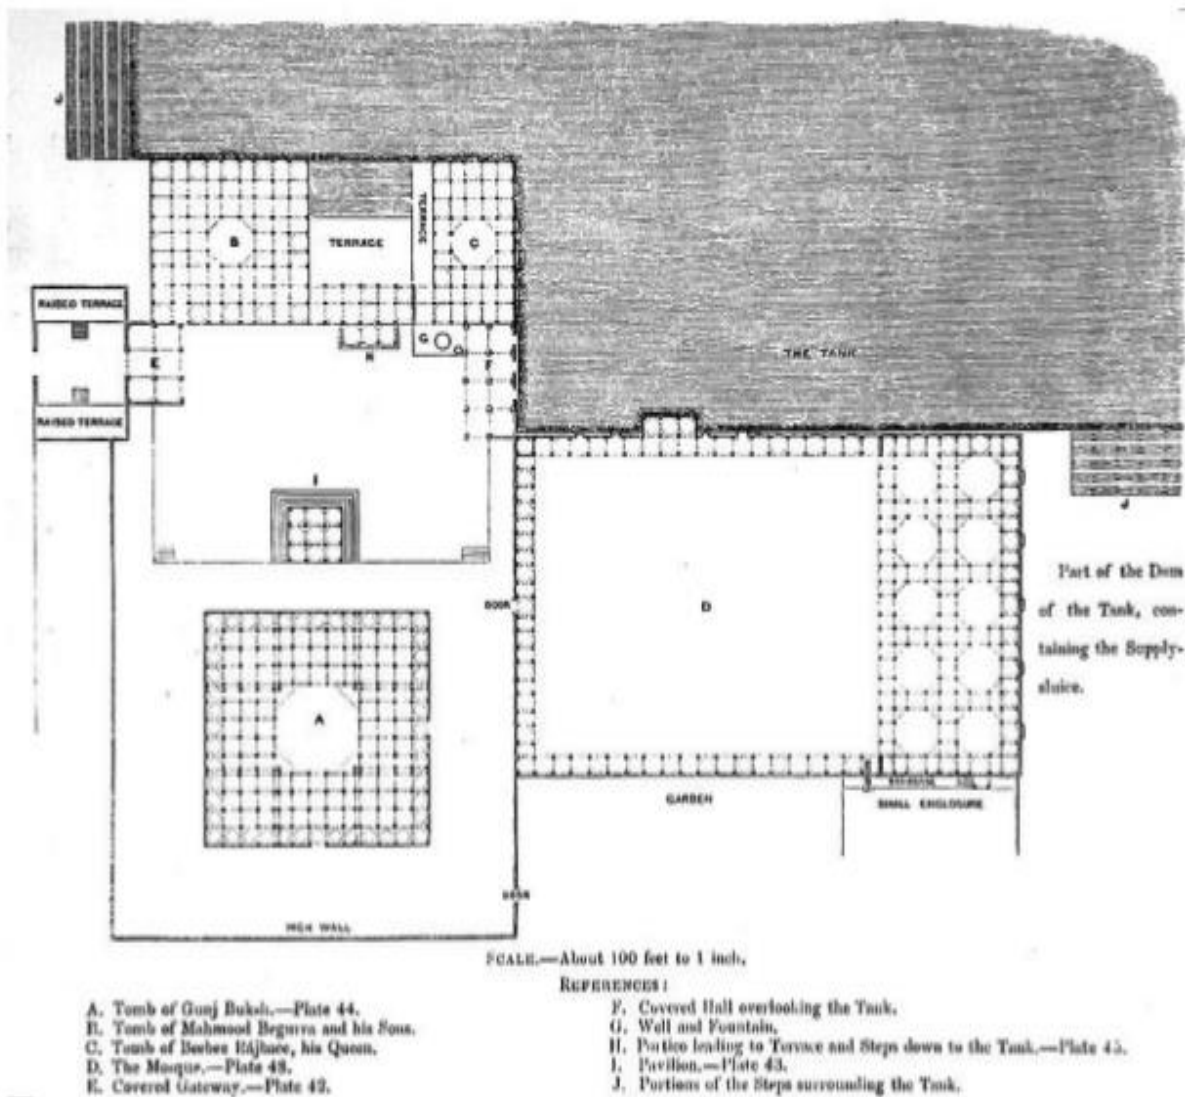 J
TERRACE
B
TERRACE
C
RAISED TERRACE
E
G
F
H
THE TANK
RAISED TERRACE
I
J
Part of the Dam
of the Tank, con-
taining the Supply-
sluice.
DOOR
D
A
GARDEN
SMALL ENCLOSURE
DOOR
HIGH WALL
SCALE.—About 100 feet to 1 inch.
REFERENCES:
A. Tomb of Gunj Buksh.—Plate 44.
B. Tomb of Mahmood Begurra and his Sons.
C. Tomb of Beebee Rájbaee, his Queen.
D. The Mosque.—Plate 48.
E. Covered Gateway.—Plate 42.
F. Covered Hall overlooking the Tank.
G. Well and Fountain.
H. Portico leading to Terrace and Steps down to the Tank.—Plate 45.
I. Pavilion.—Plate 43.
J. Portions of the Steps surrounding the Tank.